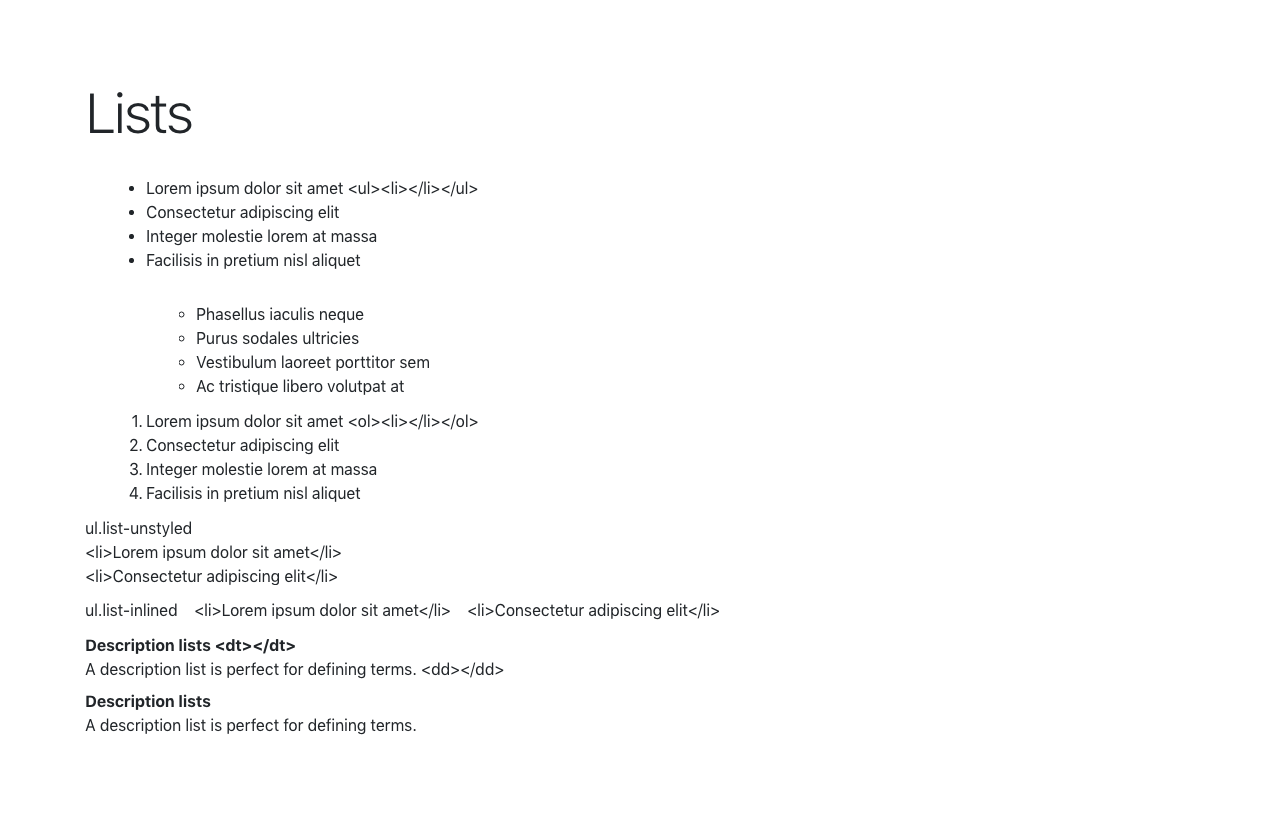 Lists
• Lorem ipsum dolor sit amet <ul><li></li></ul>
• Consectetur adipiscing elit
• Integer molestie lorem at massa
• Facilisis in pretium nisl aliquet
◦ Phasellus iaculis neque
◦ Purus sodales ultricies
◦ Vestibulum laoreet porttitor sem
◦ Ac tristique libero volutpat at
1. Lorem ipsum dolor sit amet <ol><li></li></ol>
2. Consectetur adipiscing elit
3. Integer molestie lorem at massa
4. Facilisis in pretium nisl aliquet
ul.list-unstyled
<li>Lorem ipsum dolor sit amet</li>
<li>Consectetur adipiscing elit</li>
ul.list-inlined <li>Lorem ipsum dolor sit amet</li> <li>Consectetur adipiscing elit</li>
Description lists <dt></dt>
A description list is perfect for defining terms. <dd></dd>
Description lists
A description list is perfect for defining terms.